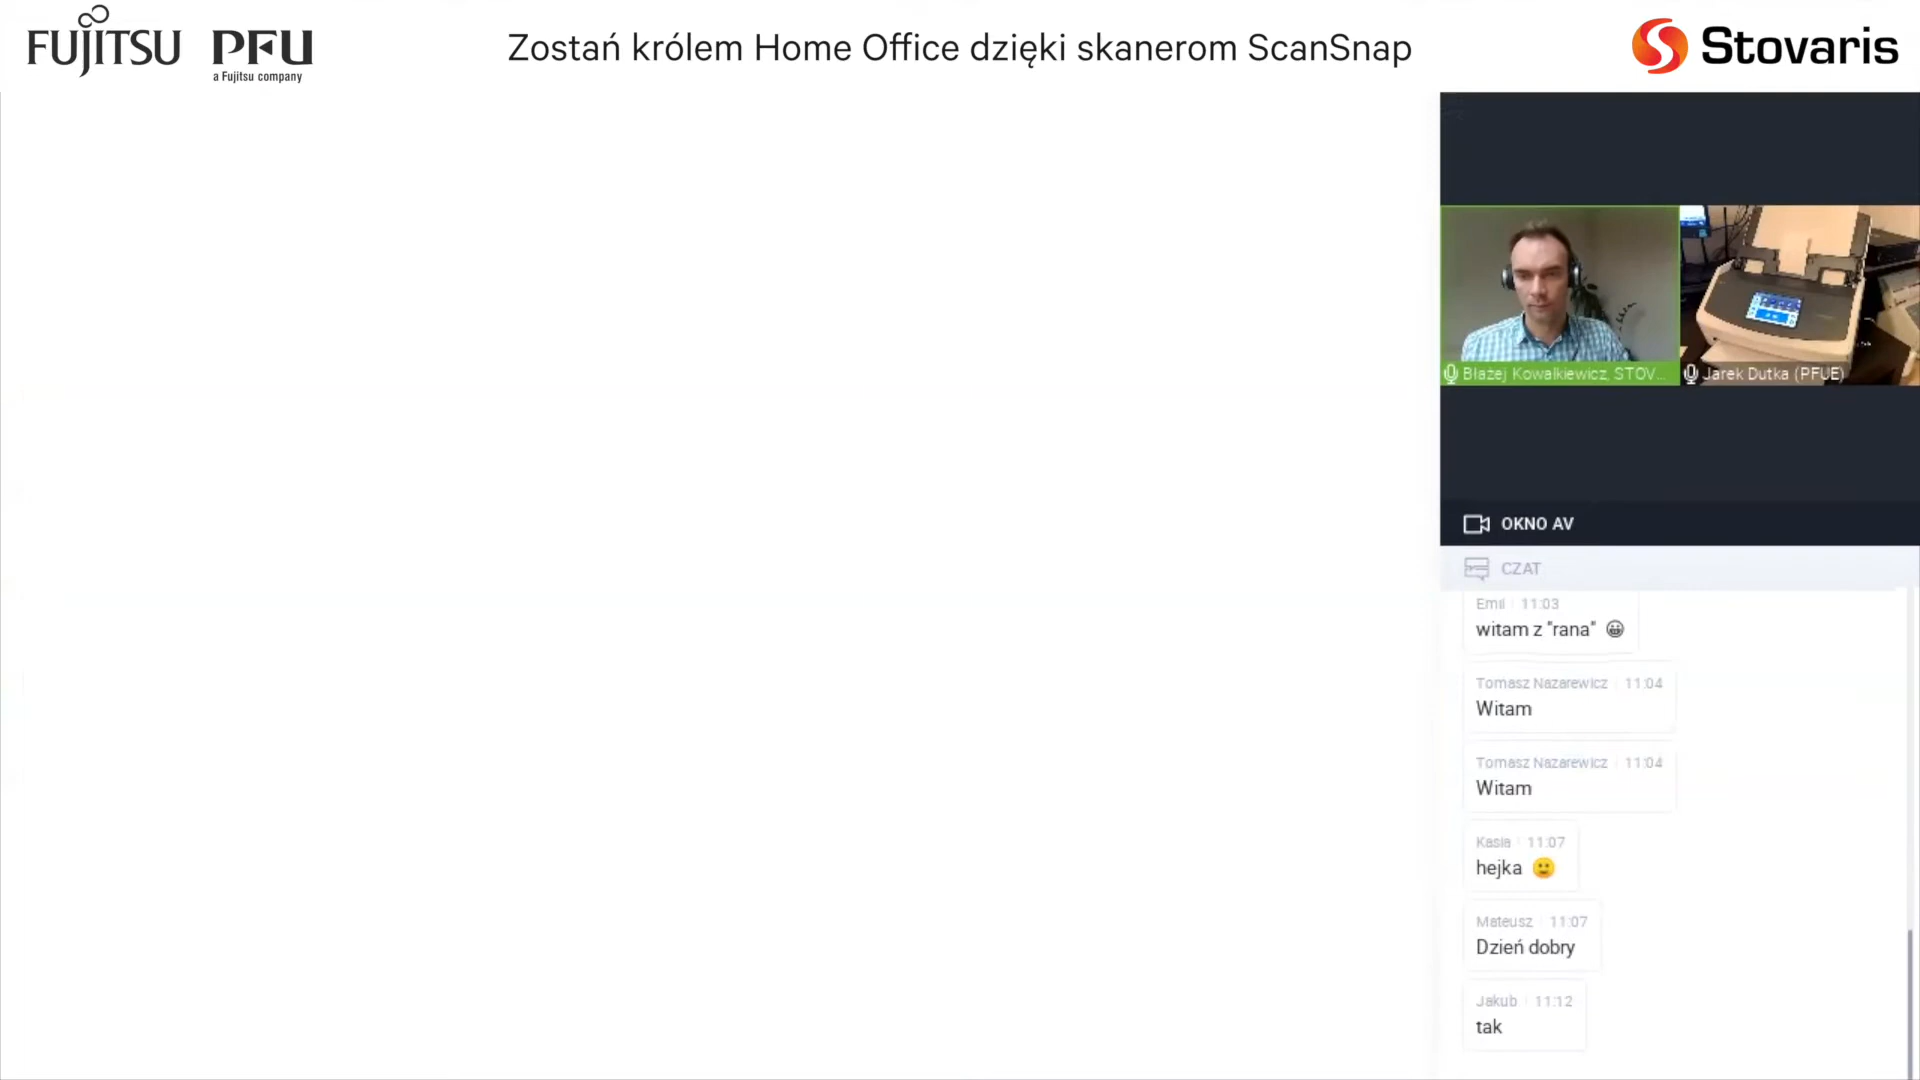 FUJITSU
PFU
a Fujitsu company
Zostań królem Home Office dzięki skanerom ScanSnap
Stovaris
Błażej Kowalkiewicz, STOV...
Jarek Dutka (PFUE)
OKNO AV
CZAT
Emil 11:03
witam z "rana" 😀
Tomasz Nazarewicz 11:04
Witam
Tomasz Nazarewicz 11:04
Witam
Kasia 11:07
hejka 🙂
Mateusz 11:07
Dzień dobry
Jakub 11:12
tak